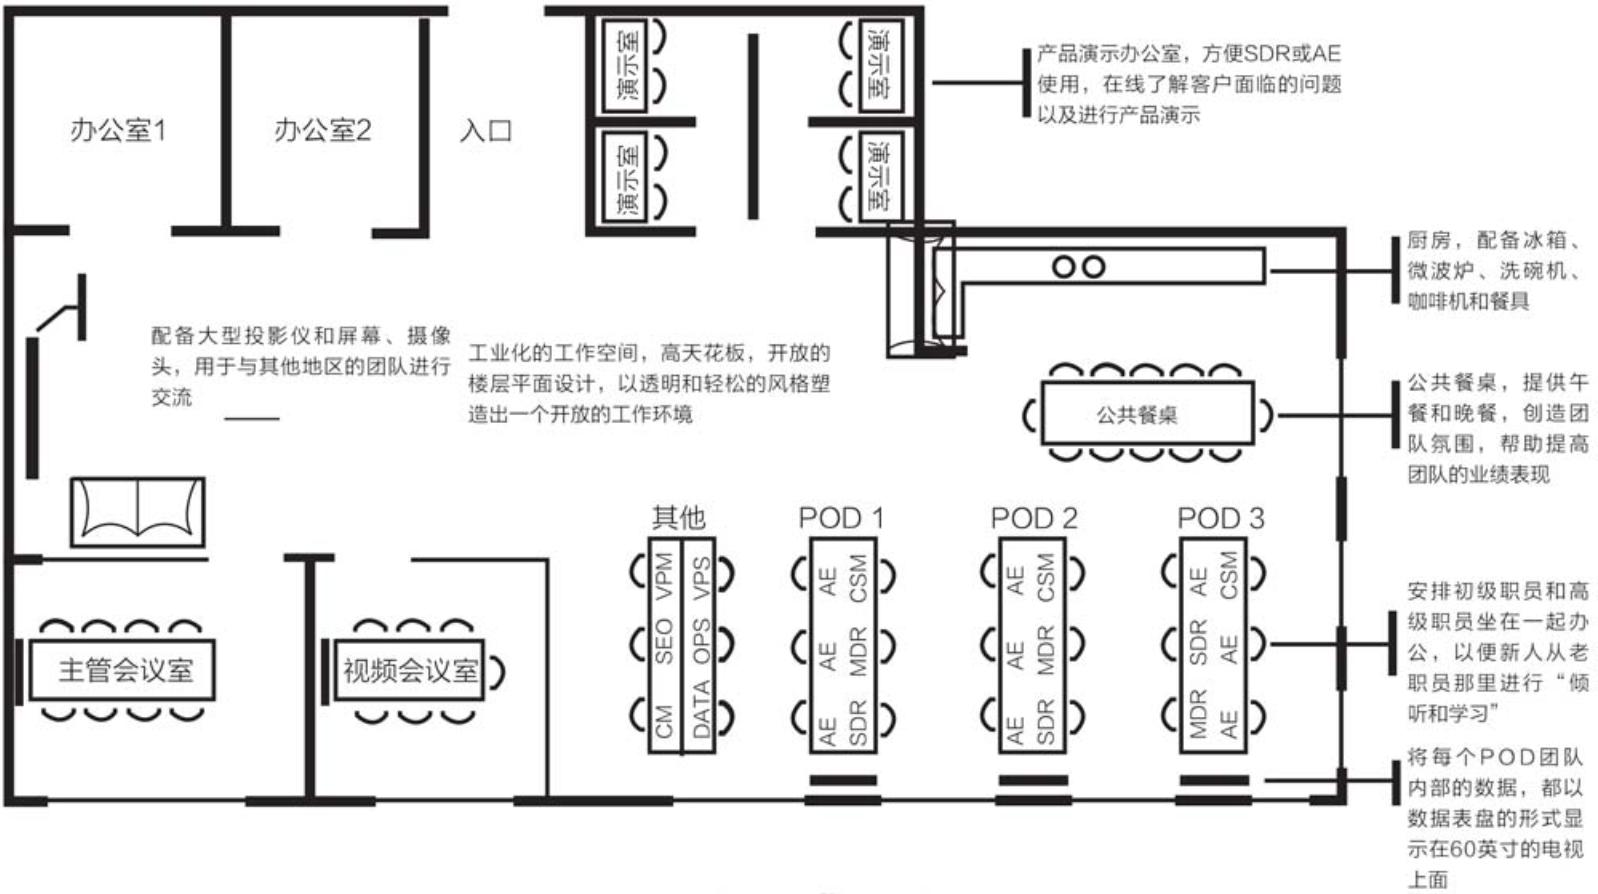 办公室1
办公室2
入口
演示室
演示室
演示室
演示室
产品演示办公室，方便SDR或AE
使用，在线了解客户面临的问题
以及进行产品演示
厨房，配备冰箱、
微波炉、洗碗机、
咖啡机和餐具
配备大型投影仪和屏幕、摄像
头，用于与其他地区的团队进行
交流
工业化的工作空间，高天花板，开放的
楼层平面设计，以透明和轻松的风格塑
造出一个开放的工作环境
公共餐桌
公共餐桌，提供午
餐和晚餐，创造团
队氛围，帮助提高
团队的业绩表现
其他
POD 1
POD 2
POD 3
CM SEO VPM
DATA OPS VPS
AE AE AE
SDR MDR CSM
AE AE AE
SDR MDR CSM
MDR SDR AE
AE AE CSM
主管会议室
视频会议室
安排初级职员和高
级职员坐在一起办
公，以便新人从老
职员那里进行“倾
听和学习”
将每个POD团队
内部的数据，都以
数据表盘的形式显
示在60英寸的电视
上面